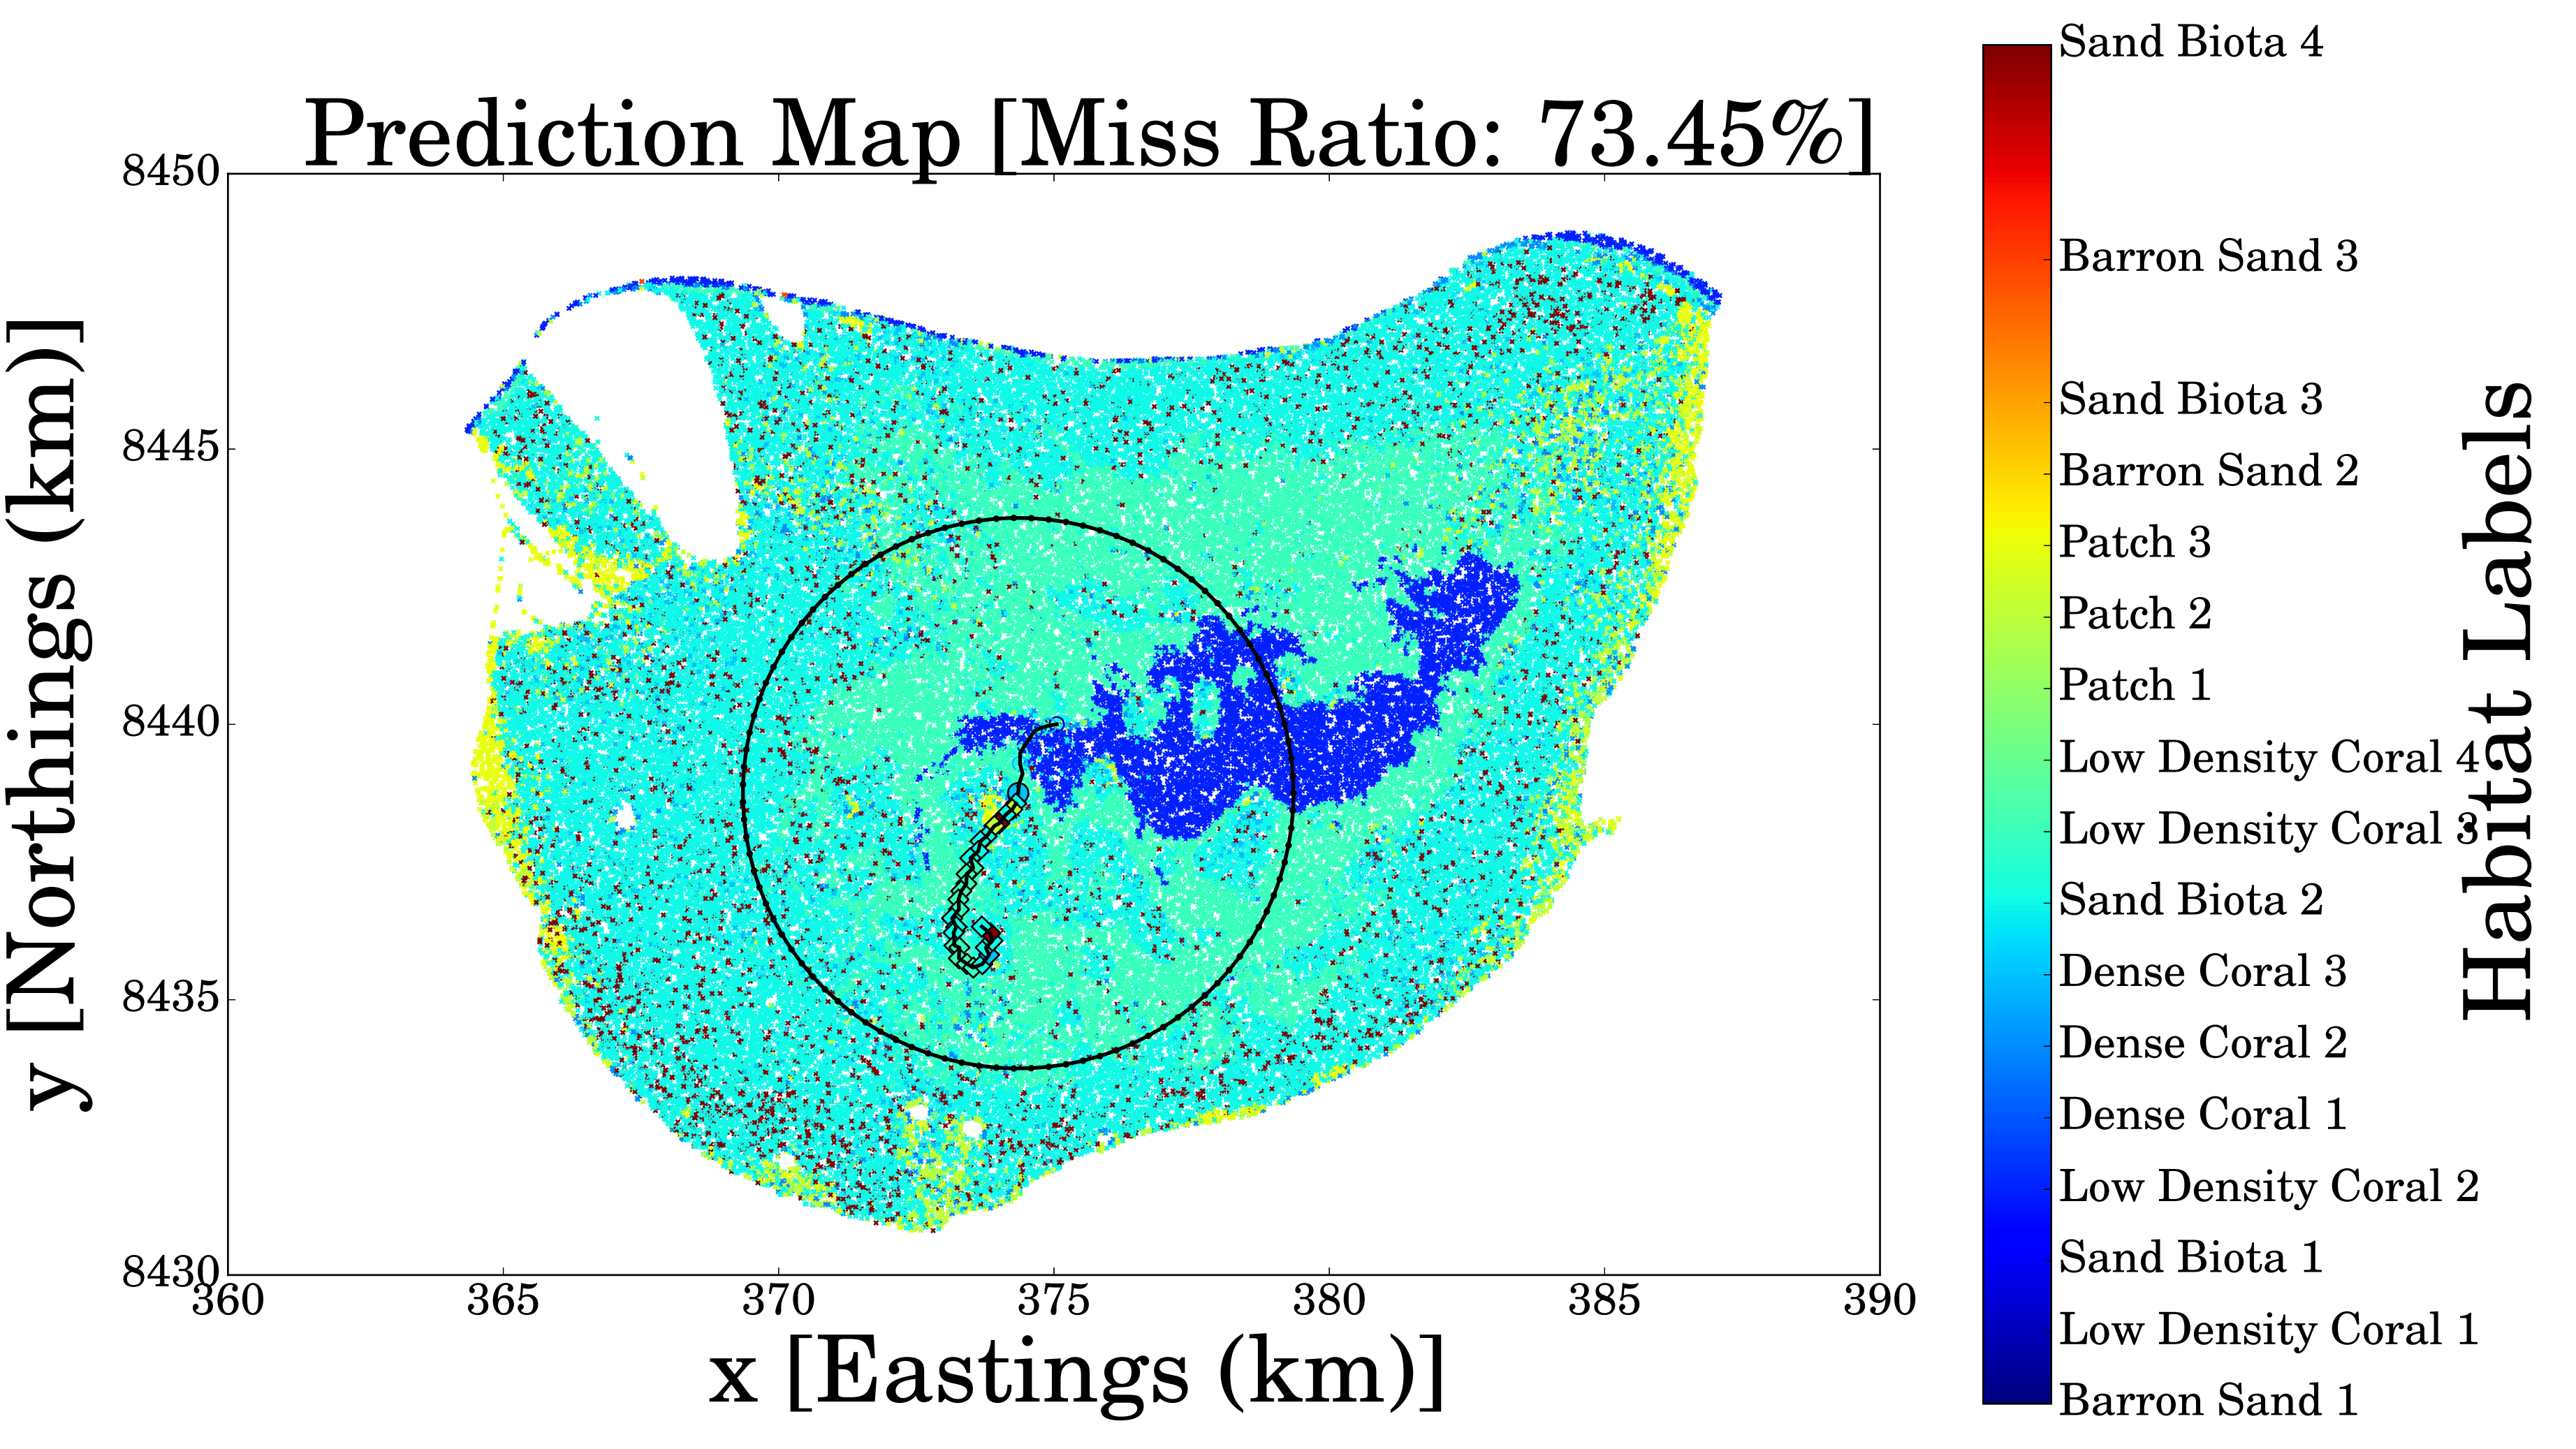 Prediction Map [Miss Ratio: 73.45%]
y [Northings (km)]
8450
8445
8440
8435
8430
360 365 370 375 380 385 390
x [Eastings (km)]
Sand Biota 4
Barron Sand 3
Sand Biota 3
Barron Sand 2
Patch 3
Patch 2
Patch 1
Low Density Coral 4
Low Density Coral 3
Sand Biota 2
Dense Coral 3
Dense Coral 2
Dense Coral 1
Low Density Coral 2
Sand Biota 1
Low Density Coral 1
Barron Sand 1
Habitat Labels